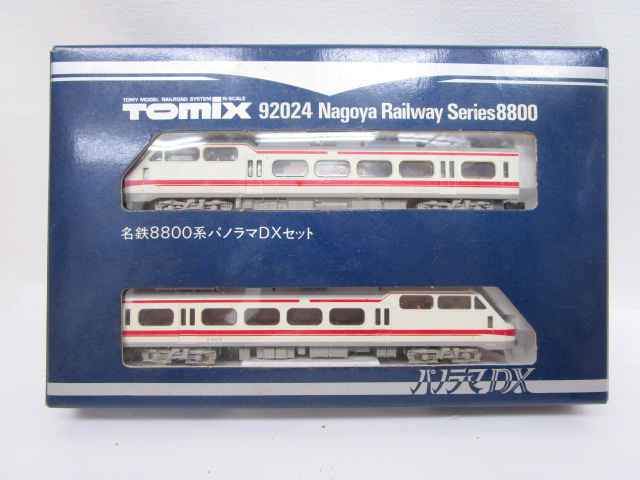 TOMY MODEL RAILROAD SYSTEM N-SCALE
TOMIX 92024 Nagoya Railway Series8800
名鉄8800系パノラマDXセット
パノラマDX